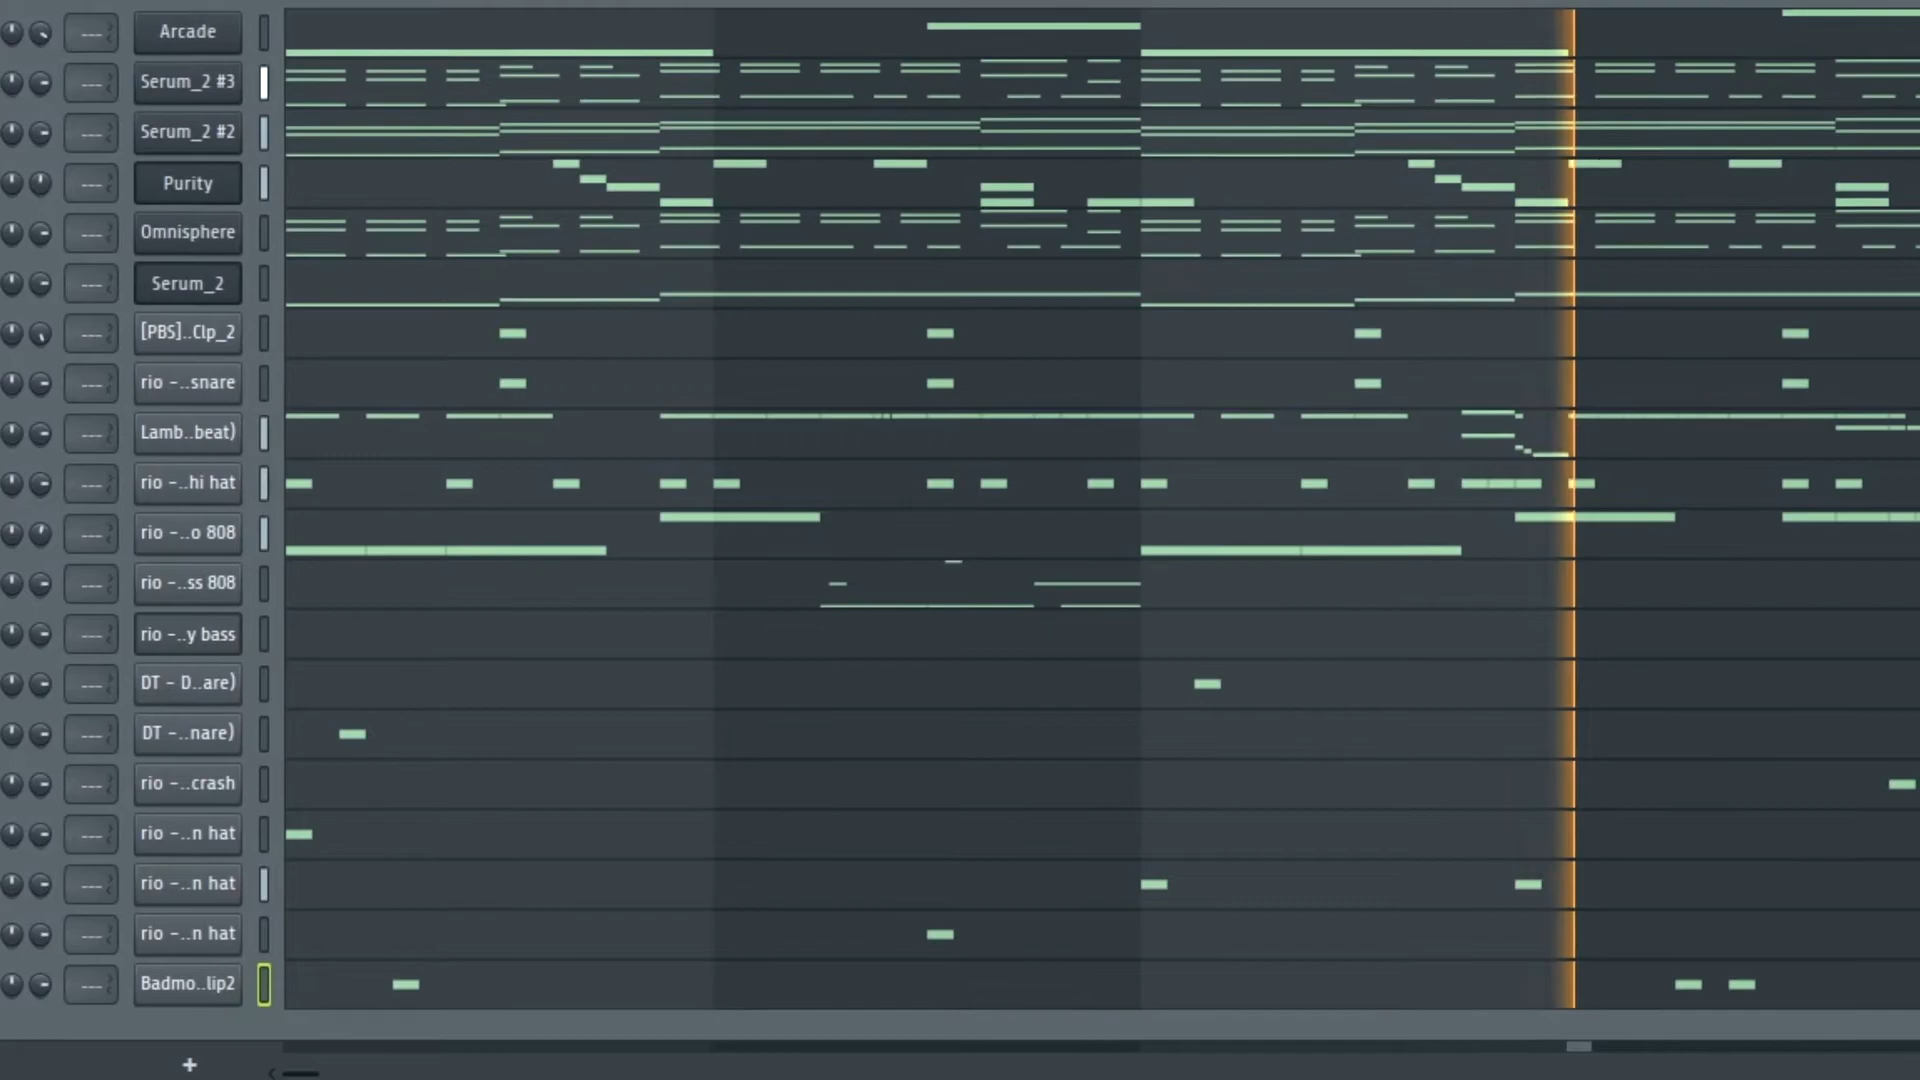 Arcade
Serum_2 #3
Serum_2 #2
Purity
Omnisphere
Serum_2
[PBS]..Clp_2
rio -..snare
Lamb..beat)
rio -..hi hat
rio -..o 808
rio -..ss 808
rio -..y bass
DT - D..are)
DT -..nare)
rio -..crash
rio -..n hat
rio -..n hat
rio -..n hat
Badmo..lip2
+